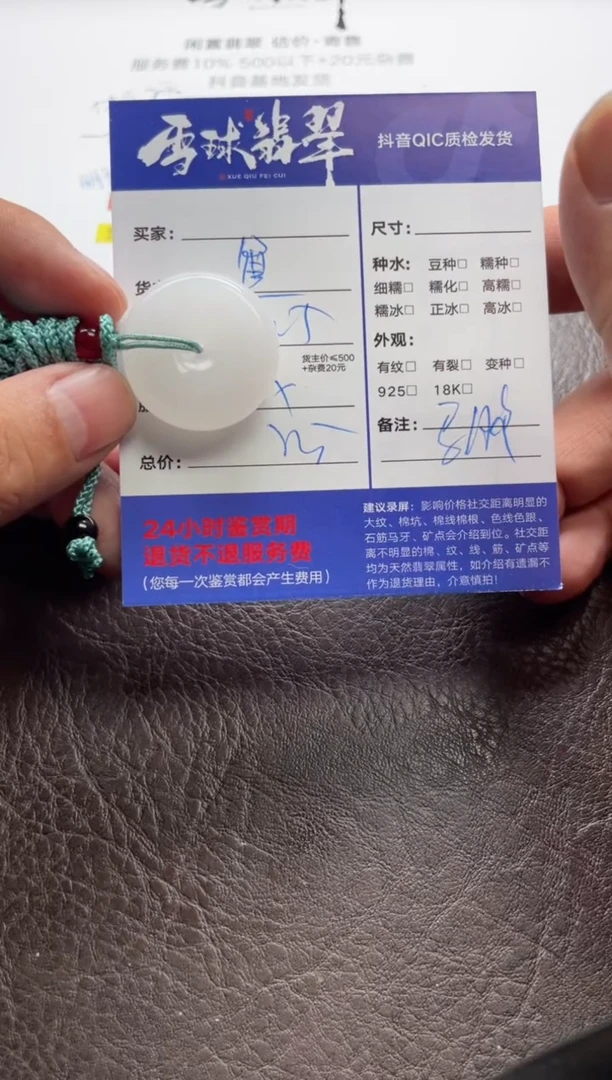 闲置翡翠 估价·寄售
服务费10% 500以下+20元杂费
抖音基地发货
雪球翡翠
XUE QIU FEI CUI
抖音QIC质检发货
买家:
货主价≤500
+杂费20元
总价:
尺寸:
种水: 豆种□ 糯种□
细糯□ 糯化□ 高糯□
糯冰□ 正冰□ 高冰□
外观:
有纹□ 有裂□ 变种□
925□ 18K□
备注:
24小时鉴赏期
退货不退服务费
(您每一次鉴赏都会产生费用)
建议录屏:影响价格社交距离明显的
大纹、棉坑、棉线棉根、色线色跟、
石筋马牙、矿点会介绍到位。社交距
离不明显的棉、纹、线、筋、矿点等
均为天然翡翠属性,如介绍有遗漏不
作为退货理由,介意慎拍!